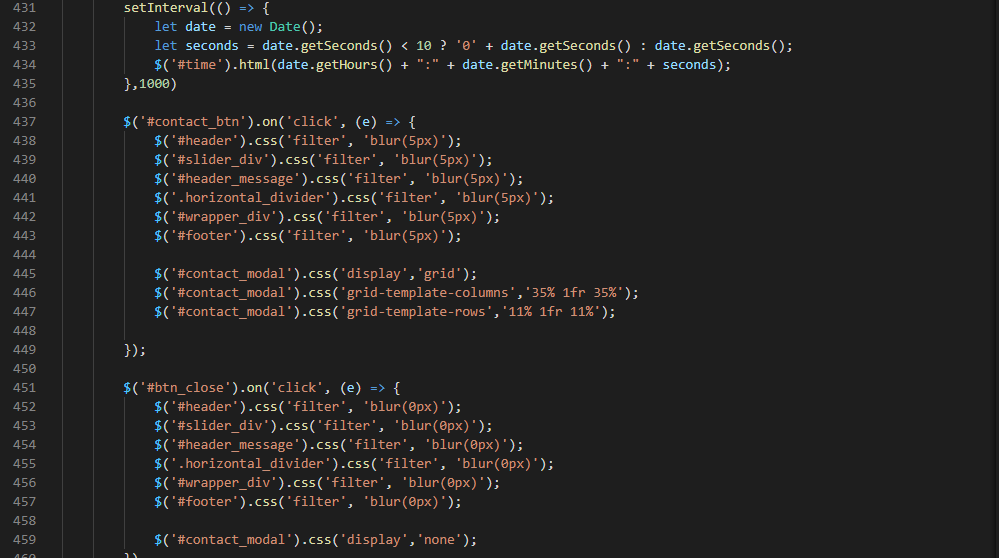 431 setInterval(() => {
432 let date = new Date();
433 let seconds = date.getSeconds() < 10 ? '0' + date.getSeconds() : date.getSeconds();
434 $('#time').html(date.getHours() + ":" + date.getMinutes() + ":" + seconds);
435 },1000)
436
437 $('#contact_btn').on('click', (e) => {
438 $('#header').css('filter', 'blur(5px)');
439 $('#slider_div').css('filter', 'blur(5px)');
440 $('#header_message').css('filter', 'blur(5px)');
441 $('.horizontal_divider').css('filter', 'blur(5px)');
442 $('#wrapper_div').css('filter', 'blur(5px)');
443 $('#footer').css('filter', 'blur(5px)');
444
445 $('#contact_modal').css('display','grid');
446 $('#contact_modal').css('grid-template-columns','35% 1fr 35%');
447 $('#contact_modal').css('grid-template-rows','11% 1fr 11%');
448
449 });
450
451 $('#btn_close').on('click', (e) => {
452 $('#header').css('filter', 'blur(0px)');
453 $('#slider_div').css('filter', 'blur(0px)');
454 $('#header_message').css('filter', 'blur(0px)');
455 $('.horizontal_divider').css('filter', 'blur(0px)');
456 $('#wrapper_div').css('filter', 'blur(0px)');
457 $('#footer').css('filter', 'blur(0px)');
458
459 $('#contact_modal').css('display','none');
460 })